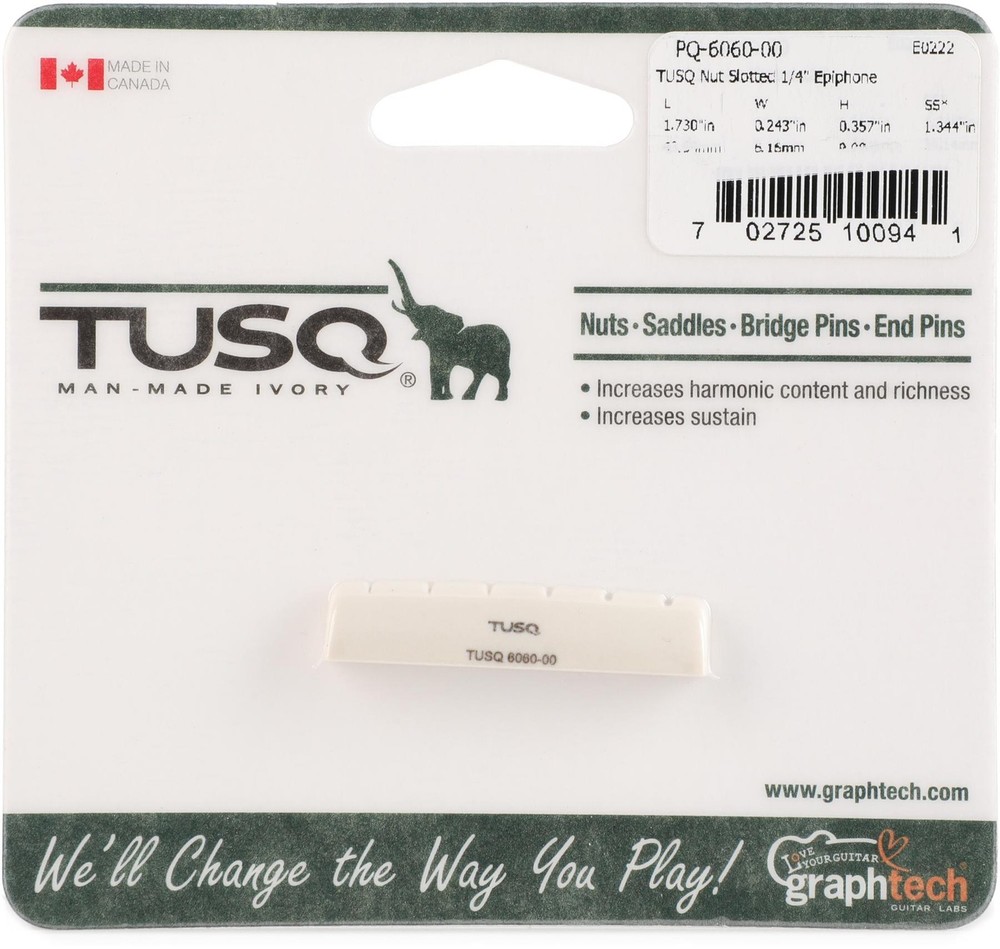 MADE IN
CANADA
PQ-6060-00 E0222
TUSQ Nut Slotted 1/4" Epiphone
L W H SS*
1.730"in 0.243"in 0.357"in 1.344"in
6.16mm
7 02725 10094 1
TUSQ®
MAN-MADE IVORY
Nuts • Saddles • Bridge Pins • End Pins
• Increases harmonic content and richness
• Increases sustain
TUSQ
TUSQ 6060-00
www.graphtech.com
We'll Change the Way You Play!
LOVE
YOURGUITAR
graphtech®
GUITAR LABS